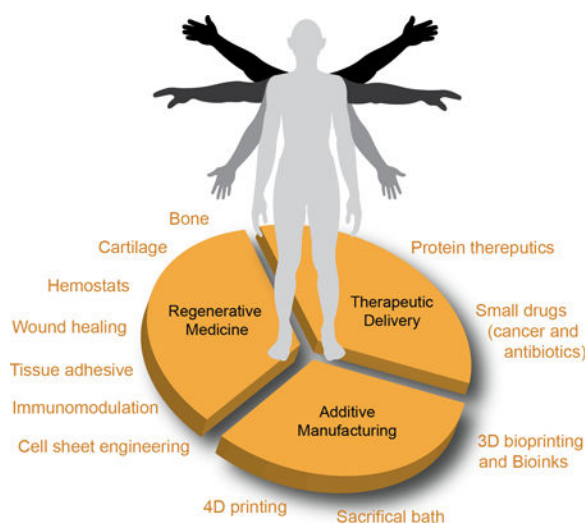 Bone
Cartilage
Hemostats
Wound healing
Tissue adhesive
Immunomodulation
Cell sheet engineering
Regenerative
Medicine
Therapeutic
Delivery
Protein thereputics
Small drugs
(cancer and
antibiotics)
Additive
Manufacturing
3D bioprinting
and Bioinks
4D printing
Sacrifical bath